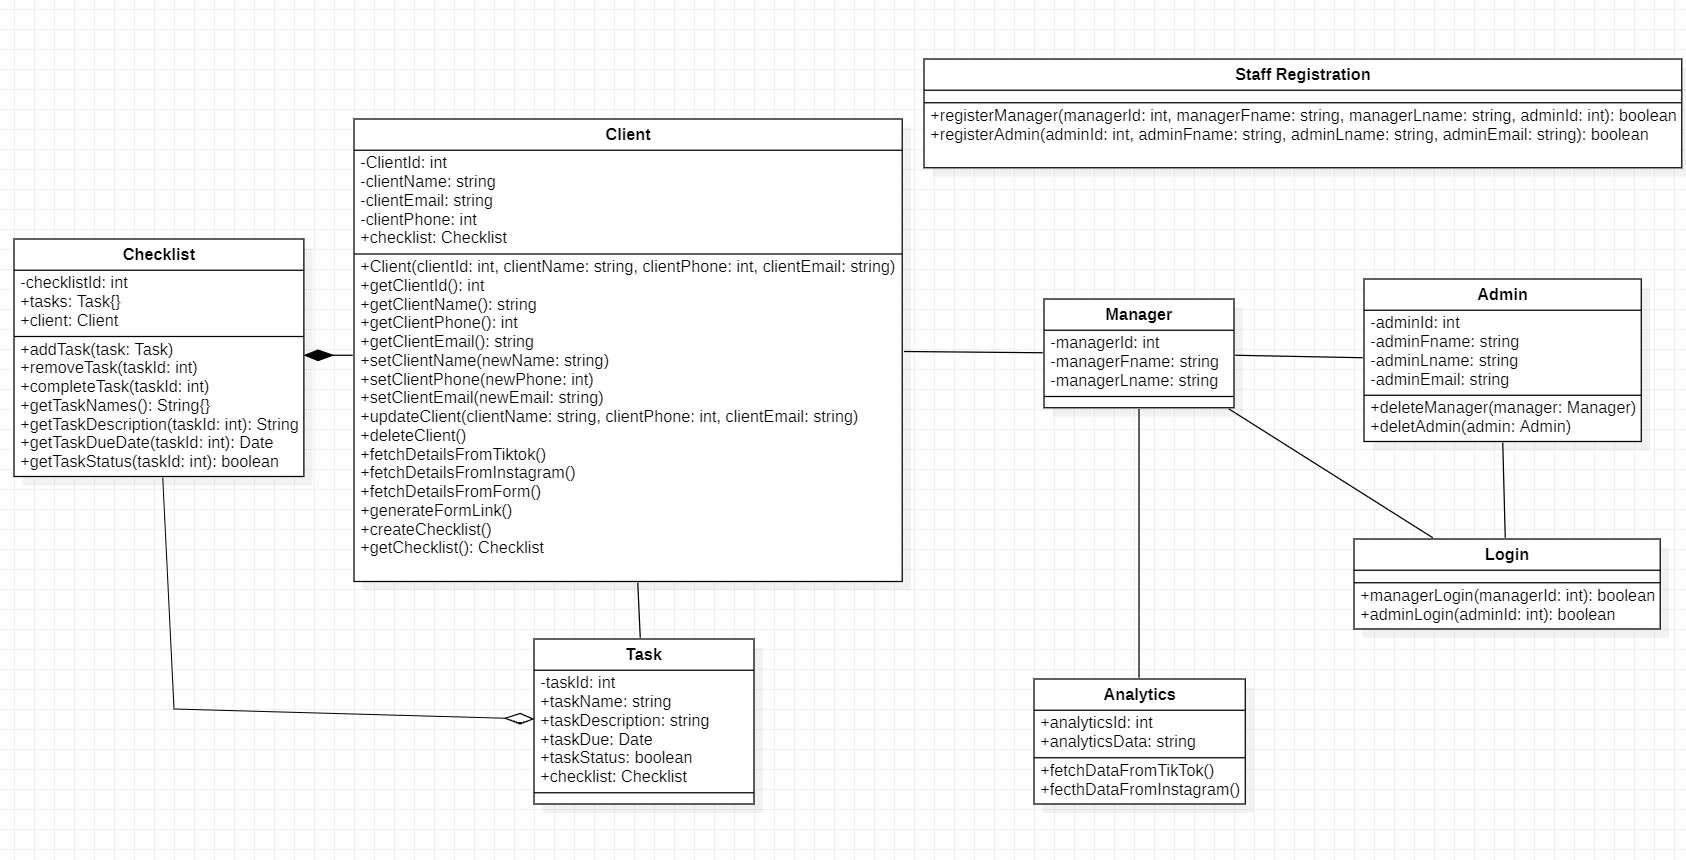 Staff Registration
+registerManager(managerId: int, managerFname: string, managerLname: string, adminId: int): boolean
+registerAdmin(adminId: int, adminFname: string, adminLname: string, adminEmail: string): boolean
Client
-ClientId: int
-clientName: string
-clientEmail: string
-clientPhone: int
+checklist: Checklist
+Client(clientId: int, clientName: string, clientPhone: int, clientEmail: string)
+getClientId(): int
+getClientName(): string
+getClientPhone(): int
+getClientEmail(): string
+setClientName(newName: string)
+setClientPhone(newPhone: int)
+setClientEmail(newEmail: string)
+updateClient(clientName: string, clientPhone: int, clientEmail: string)
+deleteClient()
+fetchDetailsFromTiktok()
+fetchDetailsFromInstagram()
+fetchDetailsFromForm()
+generateFormLink()
+createChecklist()
+getChecklist(): Checklist
Checklist
-checklistId: int
+tasks: Task{}
+client: Client
+addTask(task: Task)
+removeTask(taskId: int)
+completeTask(taskId: int)
+getTaskNames(): String{}
+getTaskDescription(taskId: int): String
+getTaskDueDate(taskId: int): Date
+getTaskStatus(taskId: int): boolean
Manager
-managerId: int
-managerFname: string
-managerLname: string
Admin
-adminId: int
-adminFname: string
-adminLname: string
-adminEmail: string
+deleteManager(manager: Manager)
+deletAdmin(admin: Admin)
Login
+managerLogin(managerId: int): boolean
+adminLogin(adminId: int): boolean
Task
-taskId: int
+taskName: string
+taskDescription: string
+taskDue: Date
+taskStatus: boolean
+checklist: Checklist
Analytics
+analyticsId: int
+analyticsData: string
+fetchDataFromTikTok()
+fecthDataFromInstagram()